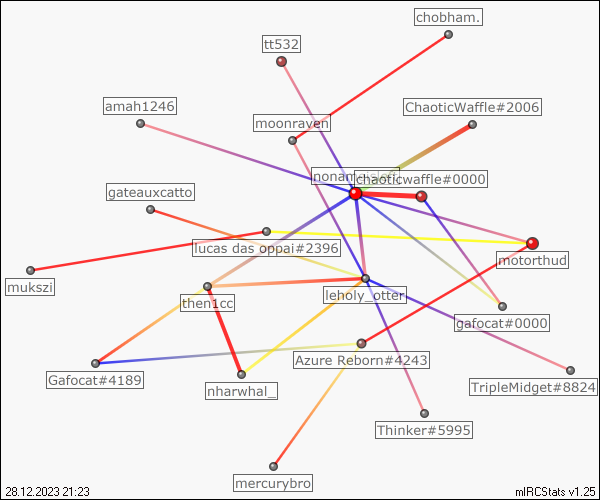 chobham.
tt532
amah1246
ChaoticWaffle#2006
moonraven
chaoticwaffle#0000
gateauxcatto
lucas das oppai#2396
motorthud
mukszi
leholy_otter
then1cc
gafocat#0000
Azure Reborn#4243
Gafocat#4189
nharwhal_
TripleMidget#8824
Thinker#5995
mercurybro
28.12.2023 21:23
mIRCStats v1.25